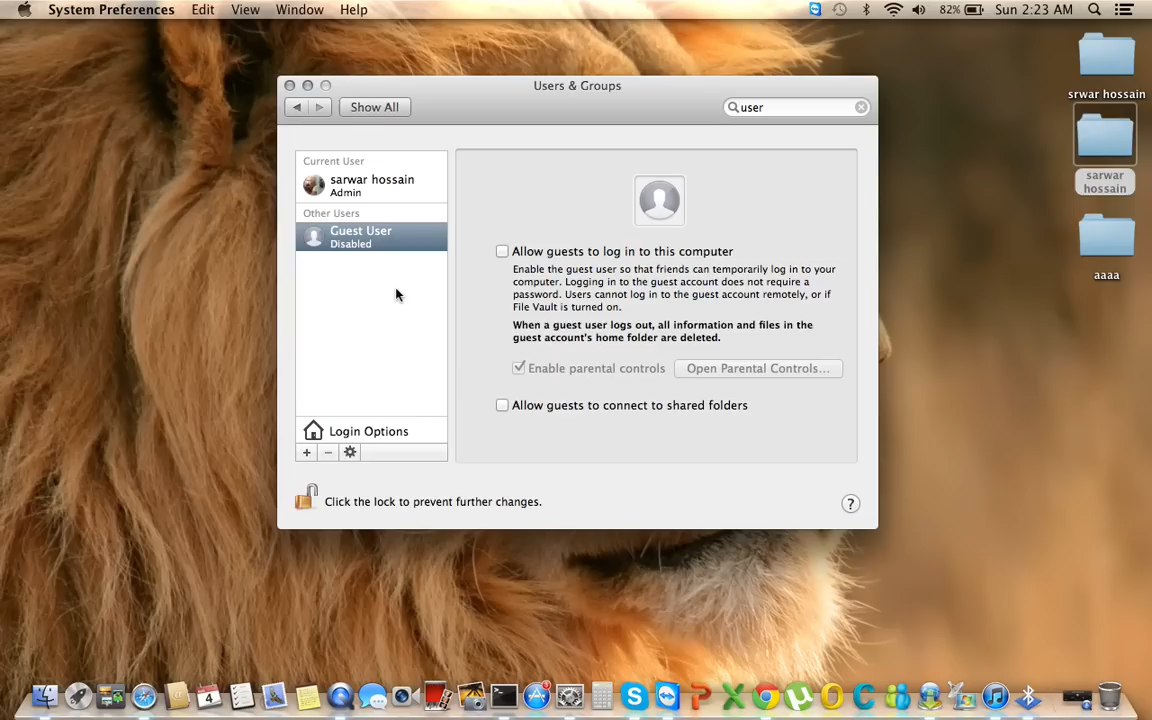 System Preferences Edit View Window Help
82% Sun 2:23 AM
Users & Groups
Show All
user
srwar hossain
sarwar
hossain
aaaa
Current User
sarwar hossain
Admin
Other Users
Guest User
Disabled
Login Options
Allow guests to log in to this computer
Enable the guest user so that friends can temporarily log in to your
computer. Logging in to the guest account does not require a
password. Users cannot log in to the guest account remotely, or if
File Vault is turned on.
When a guest user logs out, all information and files in the
guest account's home folder are deleted.
Enable parental controls Open Parental Controls...
Allow guests to connect to shared folders
Click the lock to prevent further changes.
?